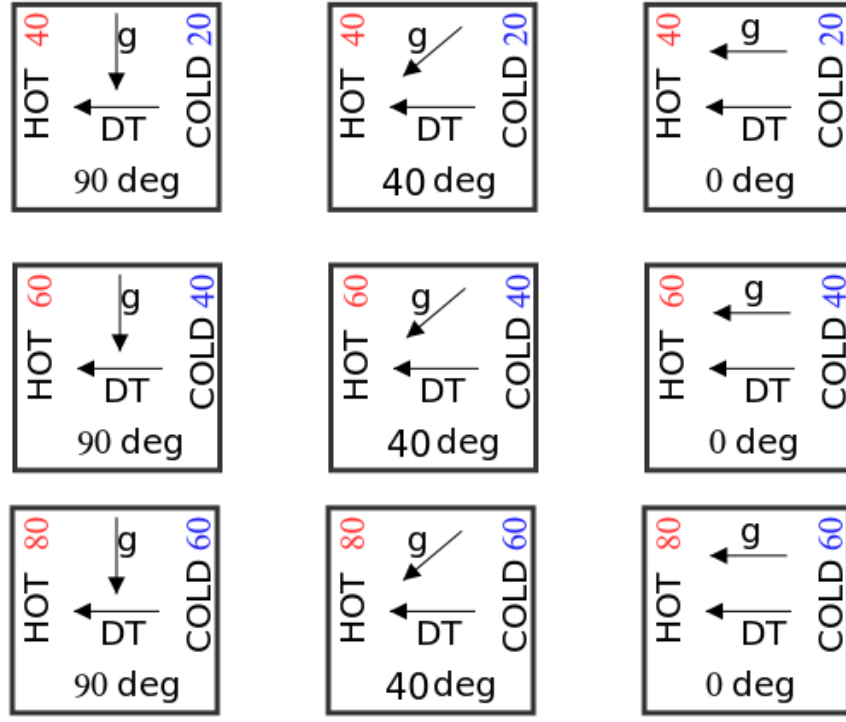 HOT 40 g COLD 20
DT
90 deg
HOT 40 g COLD 20
DT
40 deg
HOT 40 g COLD 20
DT
0 deg
HOT 60 g COLD 40
DT
90 deg
HOT 60 g COLD 40
DT
40 deg
HOT 60 g COLD 40
DT
0 deg
HOT 80 g COLD 60
DT
90 deg
HOT 80 g COLD 60
DT
40 deg
HOT 80 g COLD 60
DT
0 deg